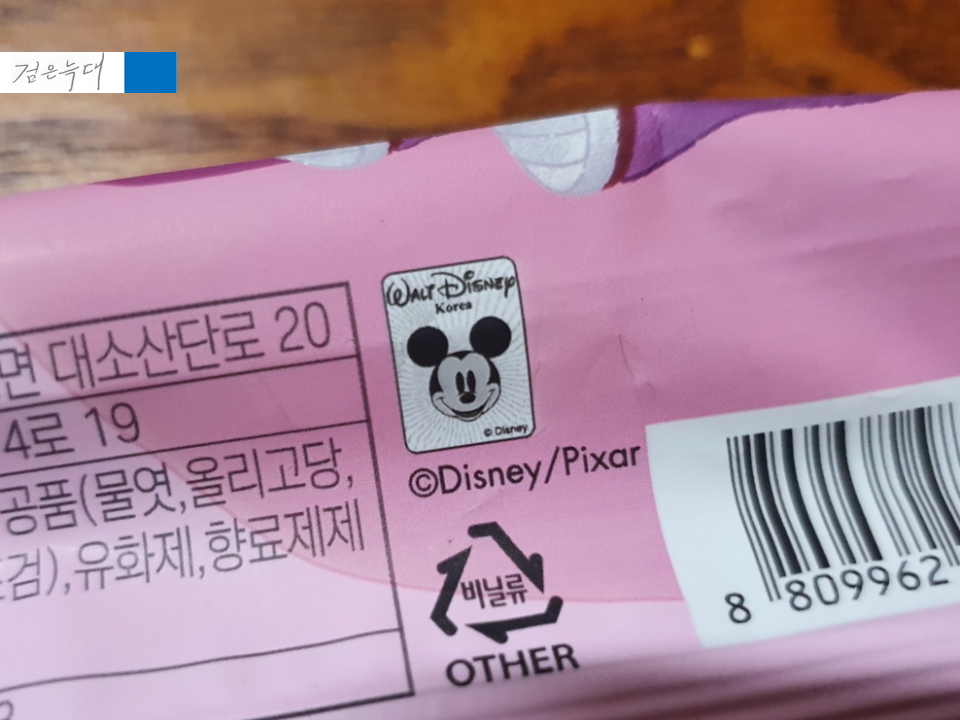 검은늑대
면 대소산단로 20
4로 19
공품(물엿,올리고당,
검),유화제,향료제제
WALT DISNEY
Korea
© Disney
©Disney/Pixar
비닐류
OTHER
8 809962